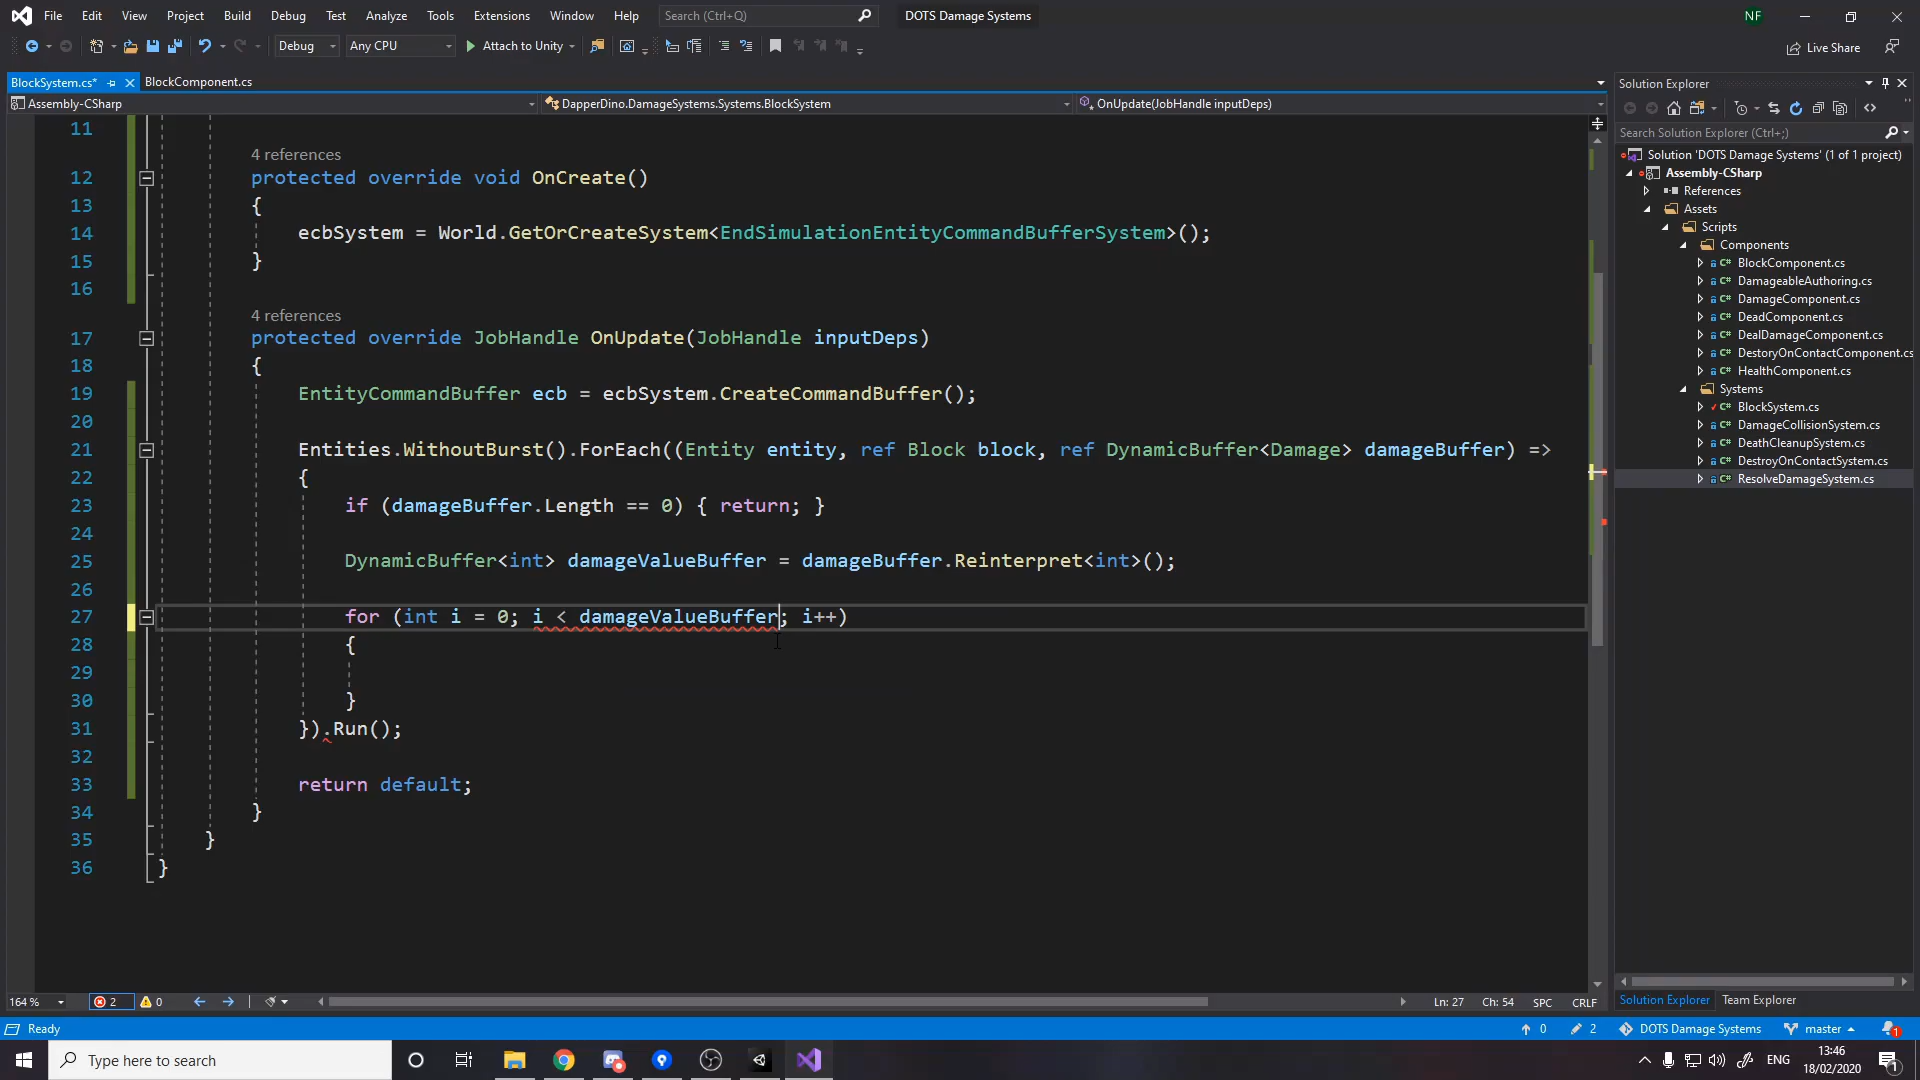 File Edit View Project Build Debug Test Analyze Tools Extensions Window Help Search (Ctrl+Q) DOTS Damage Systems NF
Debug Any CPU Attach to Unity Live Share
BlockSystem.cs* BlockComponent.cs
Assembly-CSharp DapperDino.DamageSystems.Systems.BlockSystem OnUpdate(JobHandle inputDeps)
11
4 references
12 protected override void OnCreate()
13 {
14 ecbSystem = World.GetOrCreateSystem<EndSimulationEntityCommandBufferSystem>();
15 }
16
4 references
17 protected override JobHandle OnUpdate(JobHandle inputDeps)
18 {
19 EntityCommandBuffer ecb = ecbSystem.CreateCommandBuffer();
20
21 Entities.WithoutBurst().ForEach((Entity entity, ref Block block, ref DynamicBuffer<Damage> damageBuffer) =>
22 {
23 if (damageBuffer.Length == 0) { return; }
24
25 DynamicBuffer<int> damageValueBuffer = damageBuffer.Reinterpret<int>();
26
27 for (int i = 0; i < damageValueBuffer; i++)
28 {
29
30 }
31 }).Run();
32
33 return default;
34 }
35 }
36 }
164 % 2 0 Ln: 27 Ch: 54 SPC CRLF
Solution Explorer
Search Solution Explorer (Ctrl+;)
Solution 'DOTS Damage Systems' (1 of 1 project)
Assembly-CSharp
References
Assets
Scripts
Components
BlockComponent.cs
DamageableAuthoring.cs
DamageComponent.cs
DeadComponent.cs
DealDamageComponent.cs
DestoryOnContactComponent.cs
HealthComponent.cs
Systems
BlockSystem.cs
DamageCollisionSystem.cs
DeathCleanupSystem.cs
DestroyOnContactSystem.cs
ResolveDamageSystem.cs
Solution Explorer Team Explorer
Ready 0 2 DOTS Damage Systems master 1
Type here to search ENG 13:46 18/02/2020 1